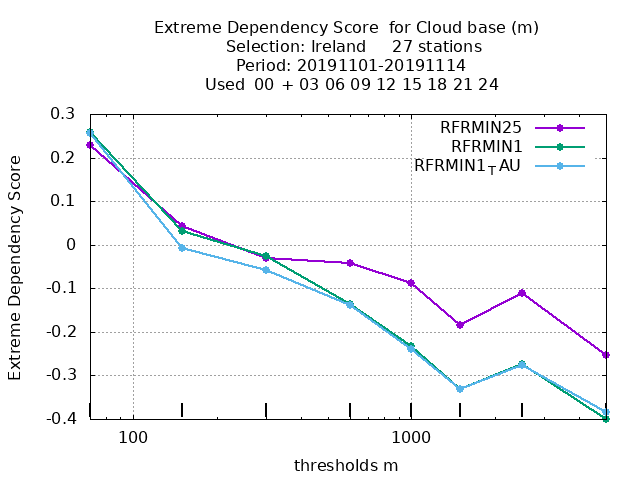 Extreme Dependency Score  for Cloud base (m)
Selection: Ireland     27 stations
Period: 20191101-20191114
Used  00  + 03 06 09 12 15 18 21 24
RFRMIN25
RFRMIN1
RFRMIN1TAU
Extreme Dependency Score
0.3
0.2
0.1
0
-0.1
-0.2
-0.3
-0.4
100 1000
thresholds m